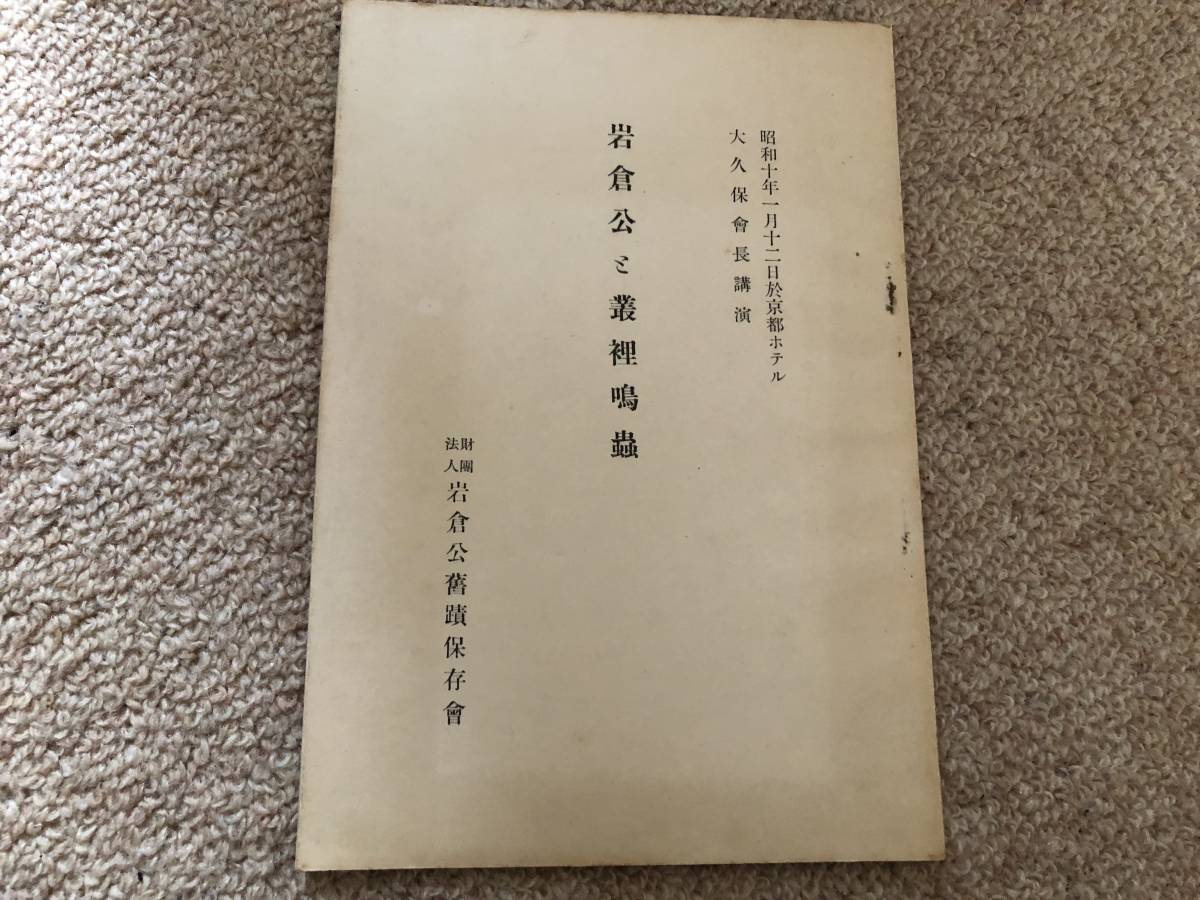 昭和十年一月十二日於京都ホテル
大久保會長講演
岩倉公と叢裡鳴蟲
財團法人岩倉公舊蹟保存會